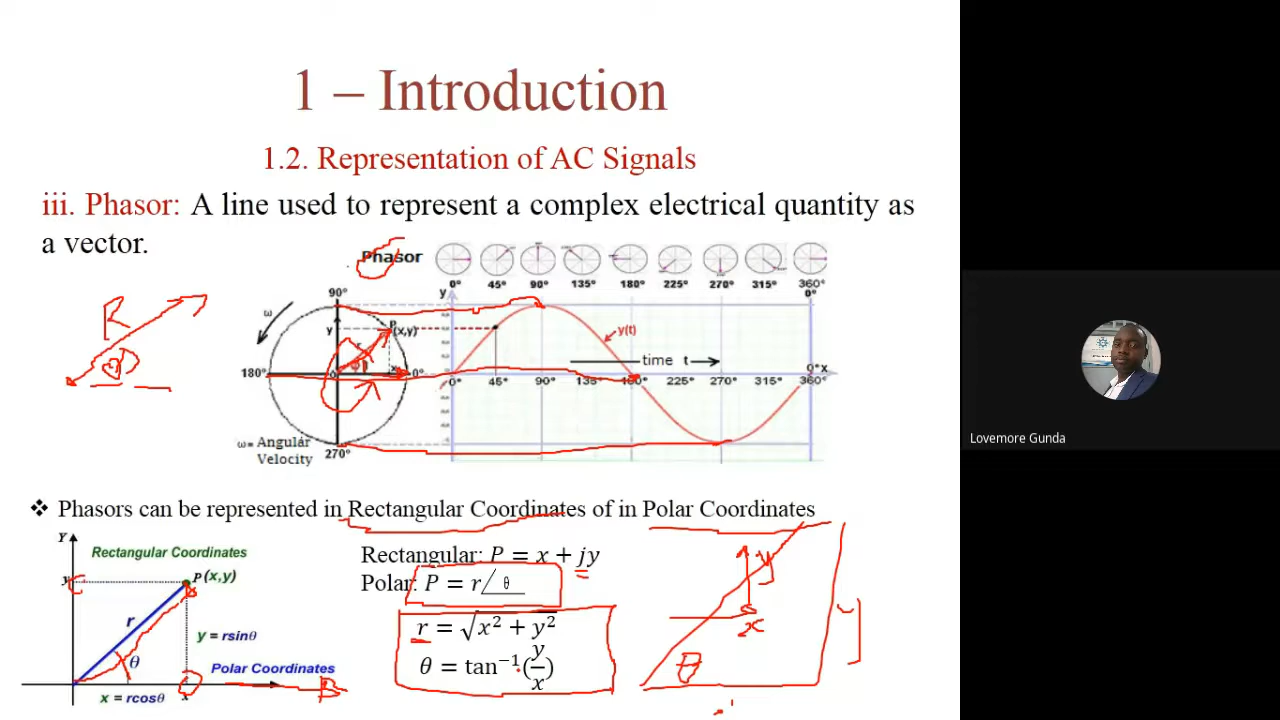 1 – Introduction
1.2. Representation of AC Signals
iii. Phasor: A line used to represent a complex electrical quantity as
a vector.
Phasor
0° 45° 90° 135° 180° 225° 270° 315° 360°
0°
90°
y
ω
R
y
P
(x,y)
y(t)
r
time t
180°
0
x
0°
0° x
0° 45° 90° 135° 180° 225° 270° 315° 360°
ω= Angular
Velocity
270°
Lovemore Gunda
❖ Phasors can be represented in Rectangular Coordinates of in Polar Coordinates
Y
Rectangular Coordinates
Rectangular: P = x + jy
y
P(x,y)
Polar: P = r∠θ
y
r
r = √x² + y²
x
y
y = rsinθ
θ
θ = tan⁻¹(y/x)
θ
Polar Coordinates
x = rcosθ
x